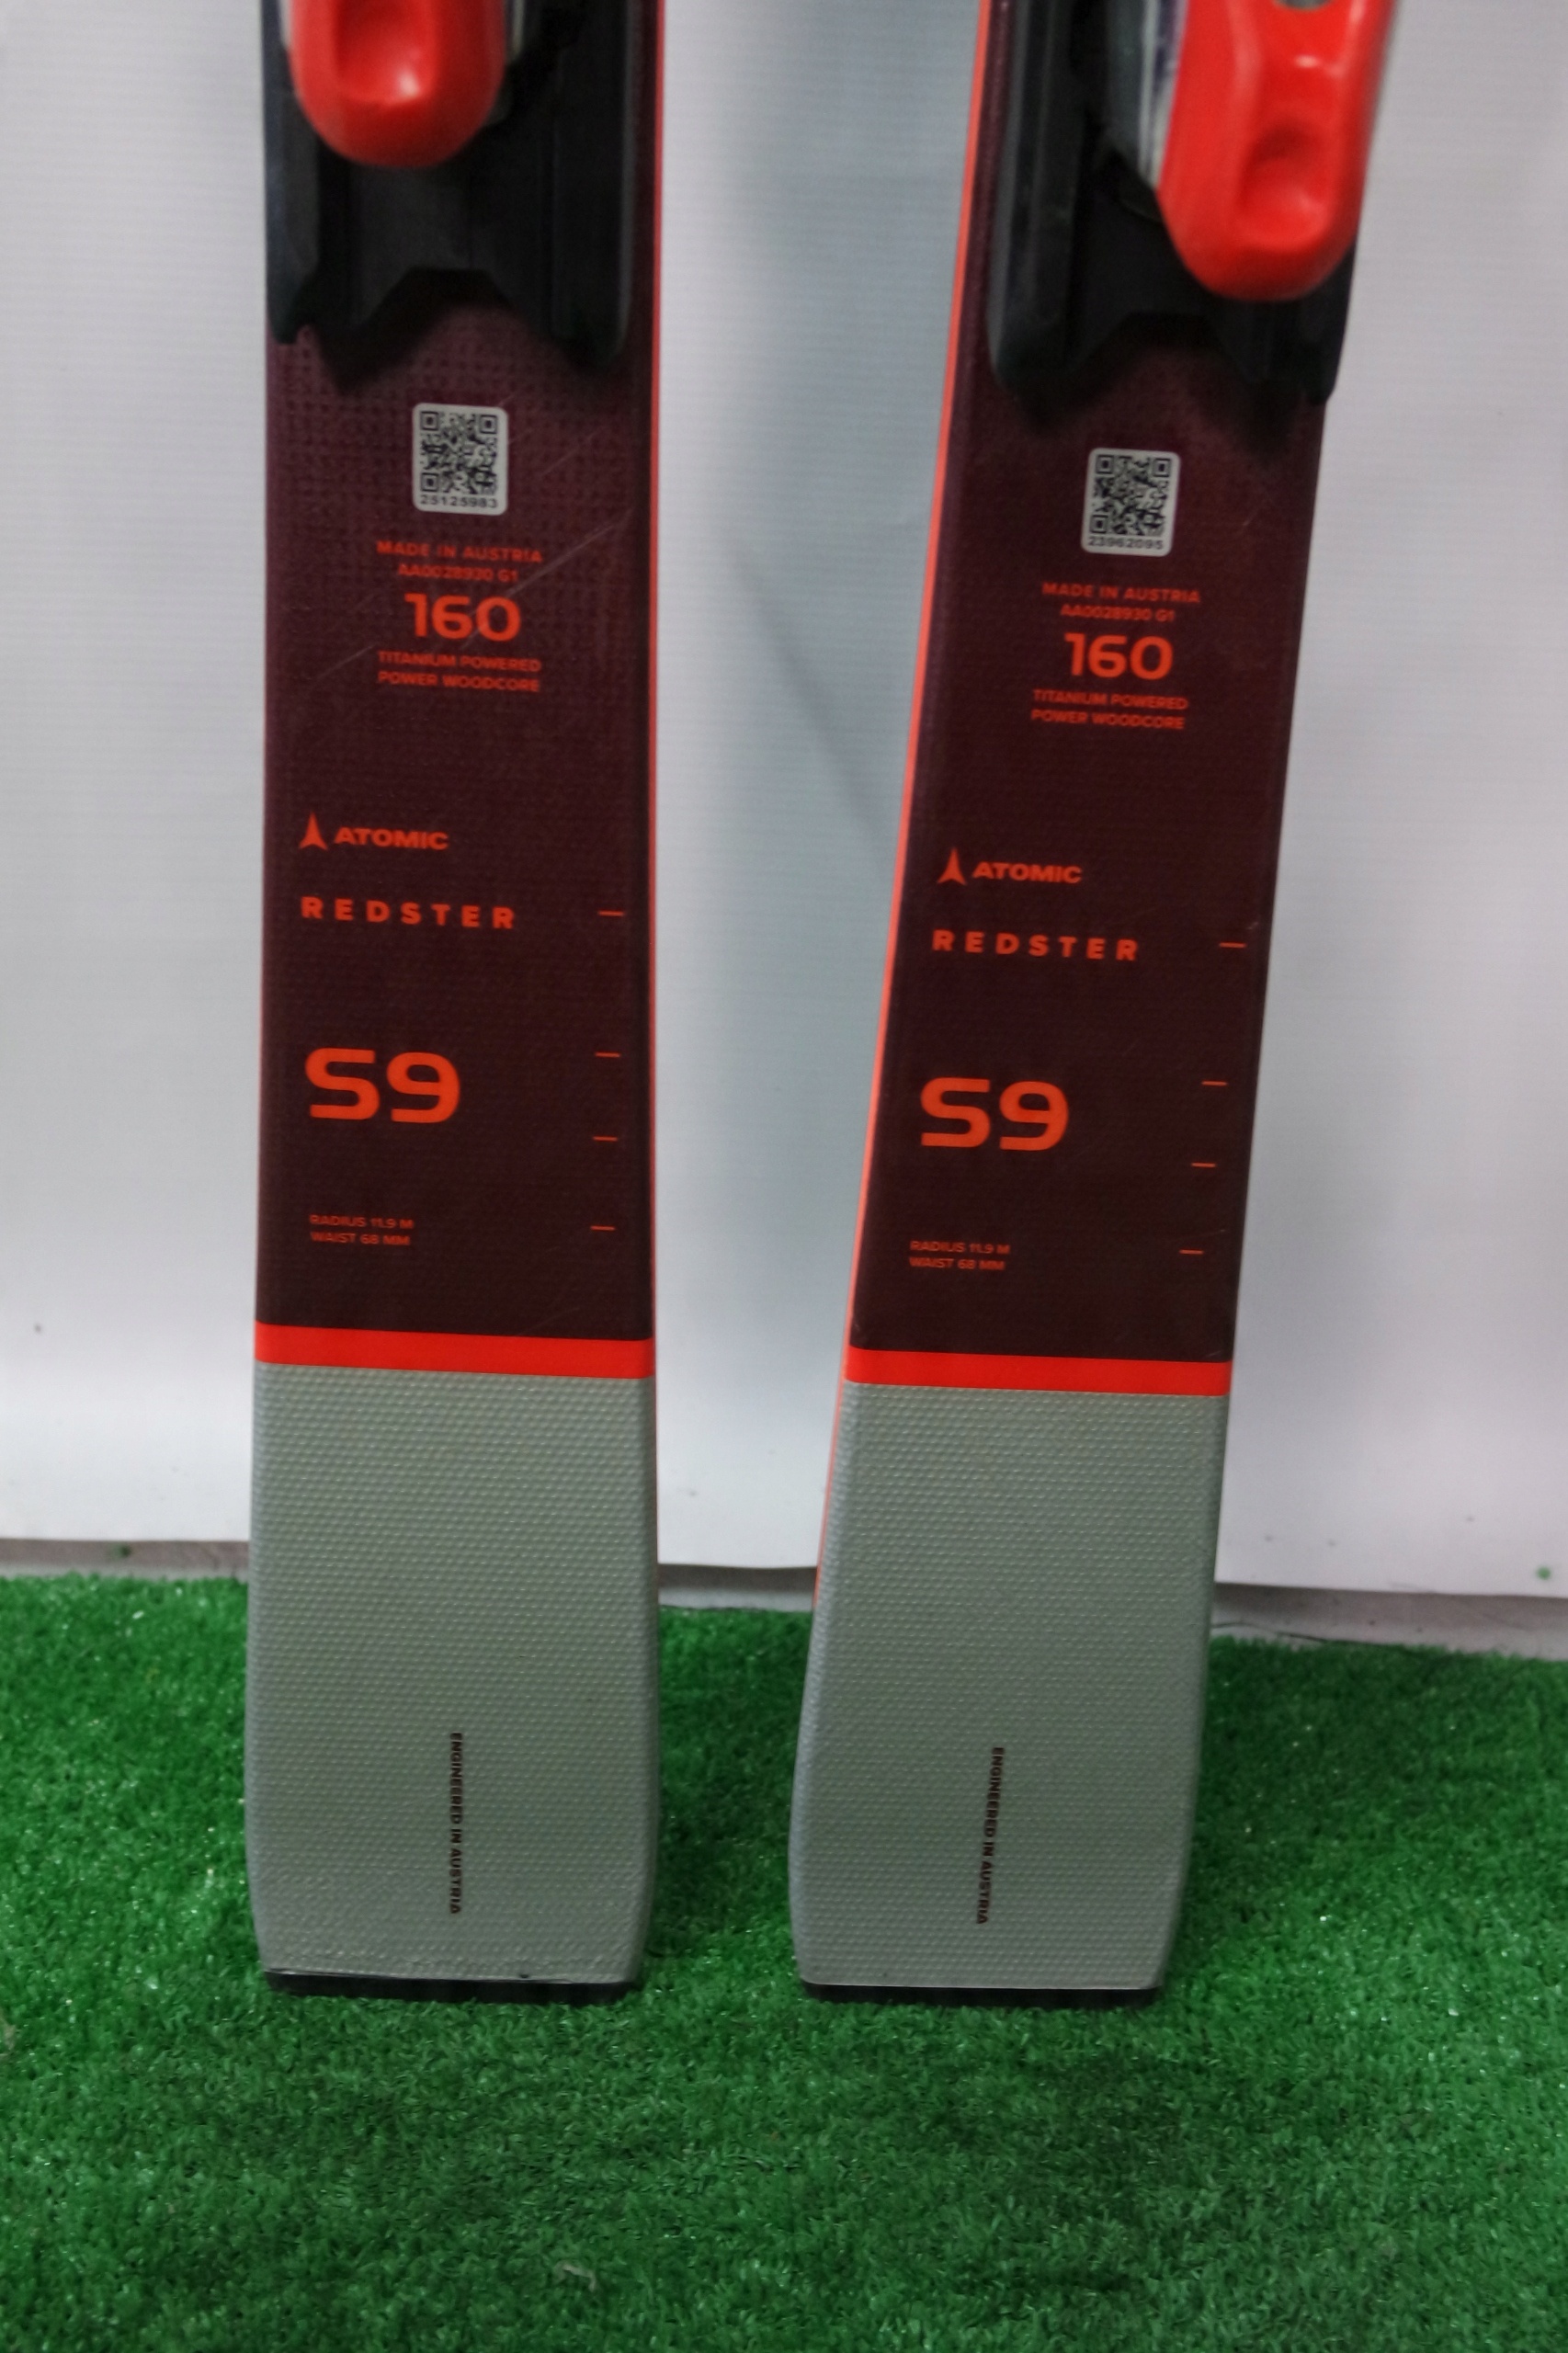 25125983
MADE IN AUSTRIA
AA0028930 G1
160
TITANIUM POWERED
POWER WOODCORE
ATOMIC
REDSTER
S9
RADIUS 11.9 M
WAIST 68 MM
ENGINEERED IN AUSTRIA
23962095
MADE IN AUSTRIA
AA0028930 G1
160
TITANIUM POWERED
POWER WOODCORE
ATOMIC
REDSTER
S9
RADIUS 11.9 M
WAIST 68 MM
ENGINEERED IN AUSTRIA